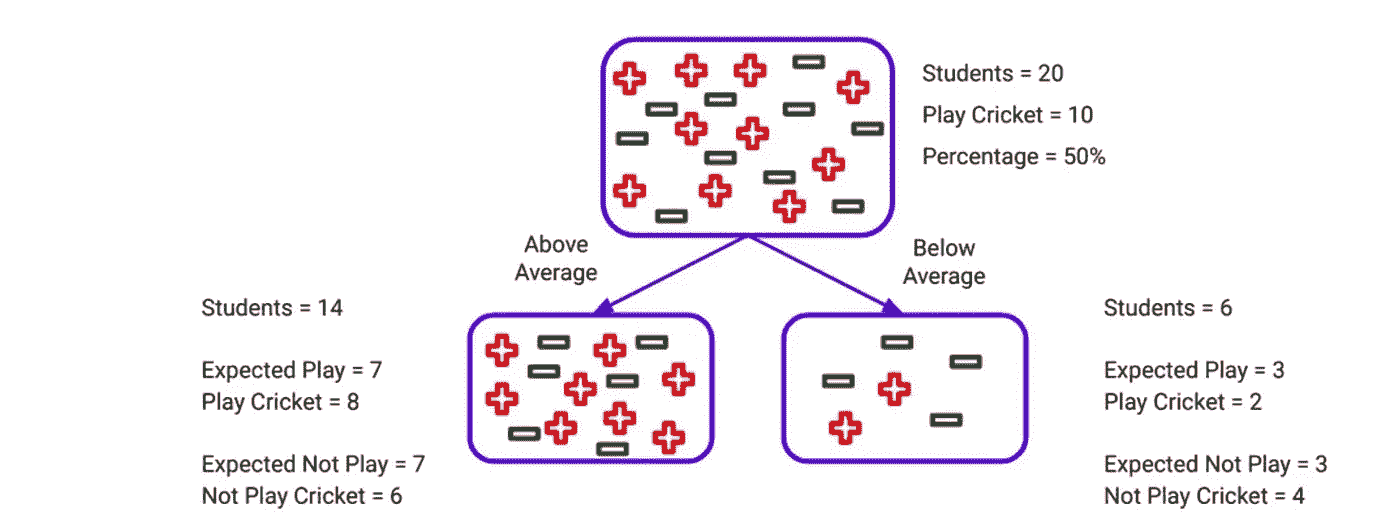 Students = 20
Play Cricket = 10
Percentage = 50%
Above
Average
Below
Average
Students = 14
Expected Play = 7
Play Cricket = 8
Expected Not Play = 7
Not Play Cricket = 6
Students = 6
Expected Play = 3
Play Cricket = 2
Expected Not Play = 3
Not Play Cricket = 4